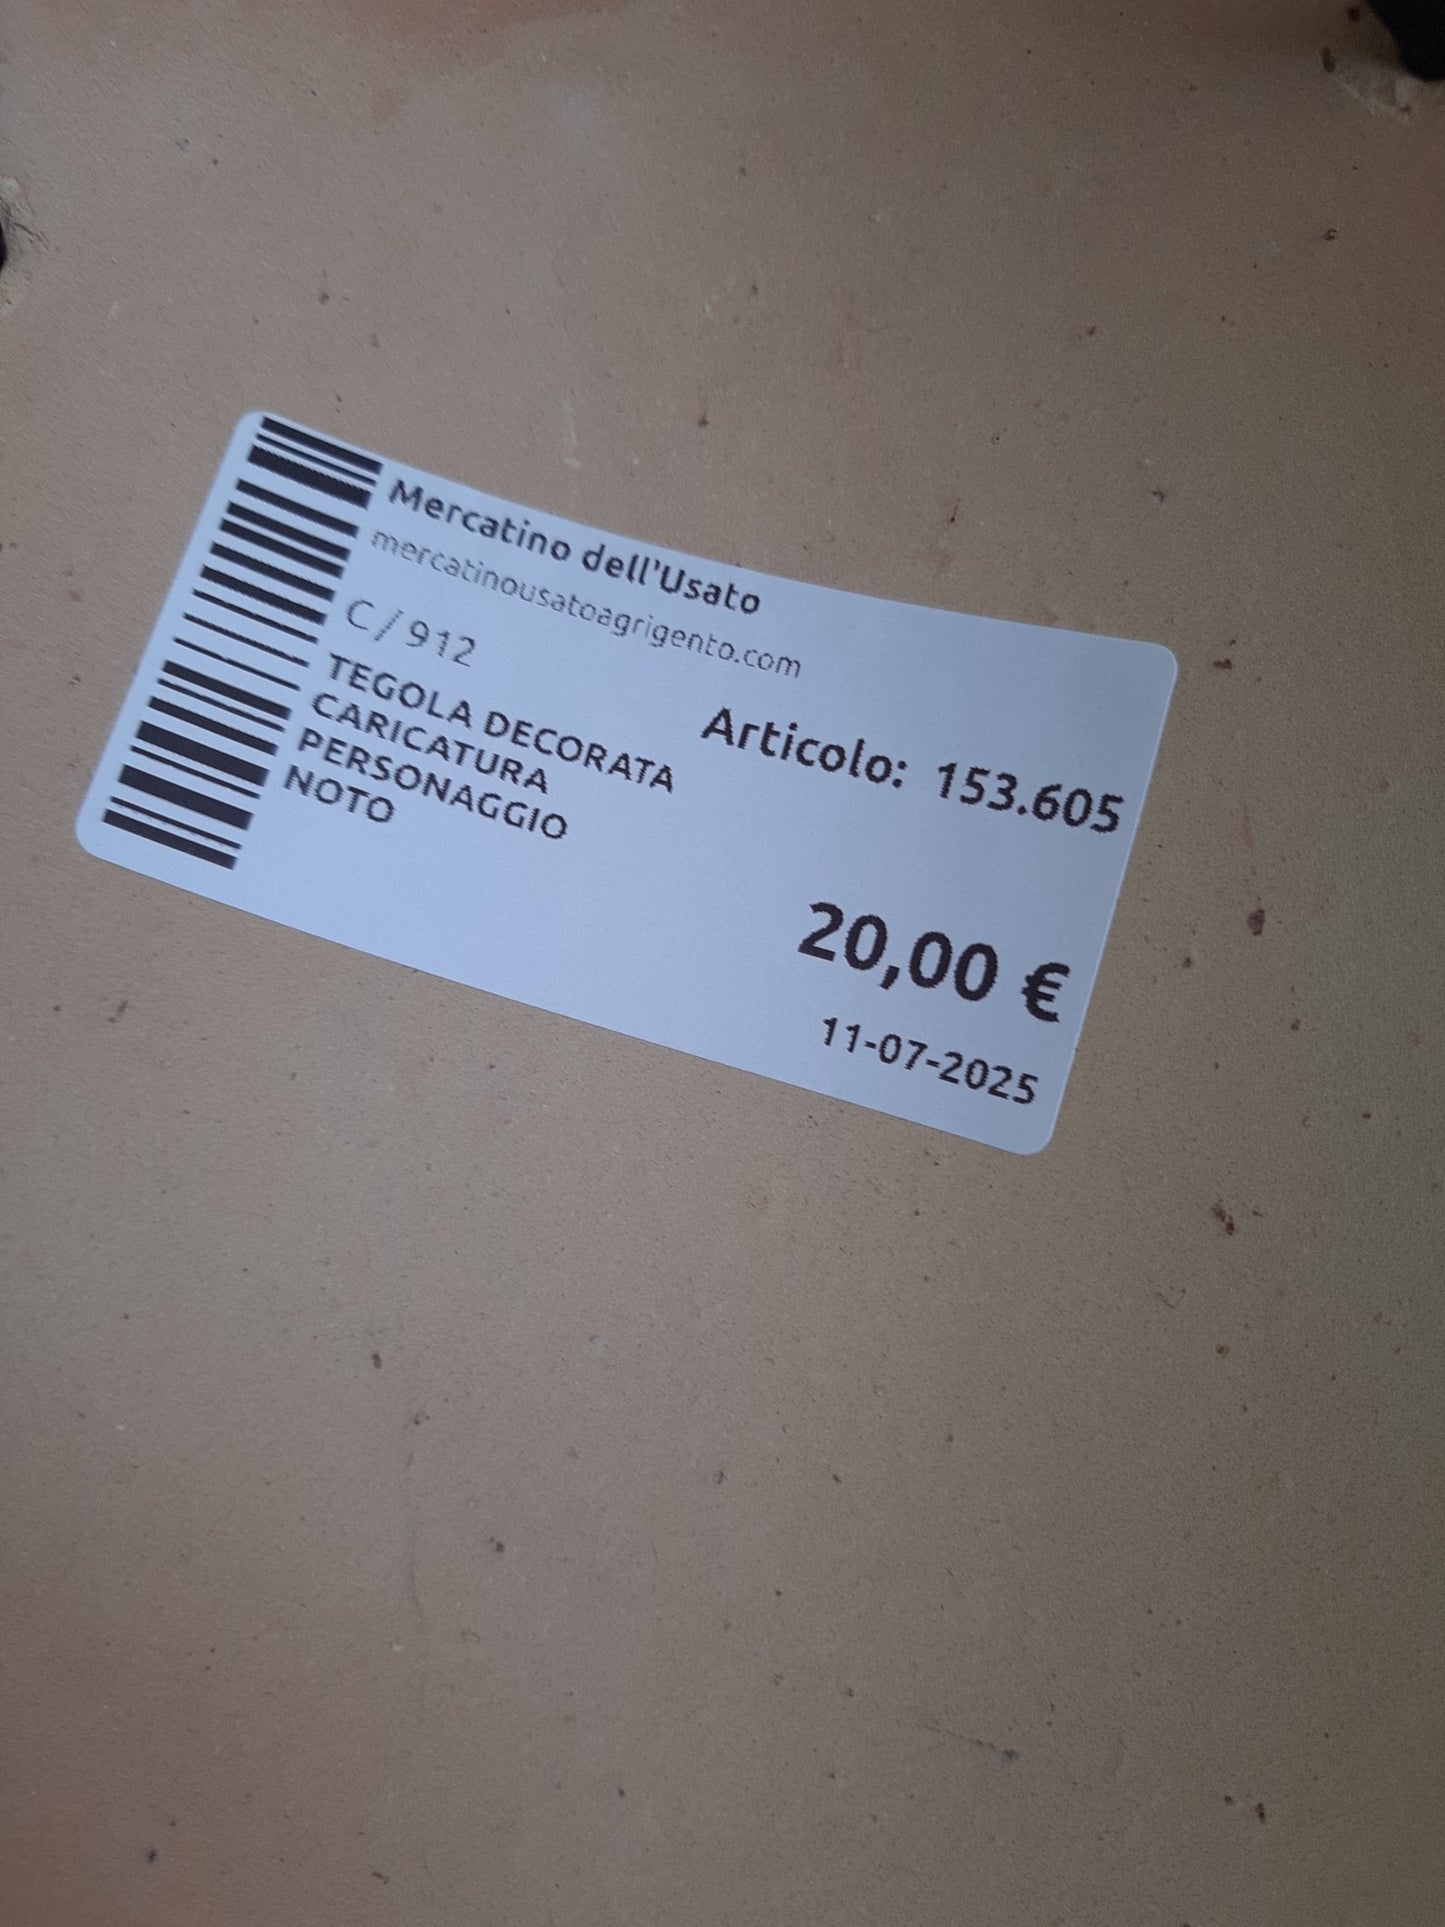 Mercatino dell'Usato
mercatinousatoagrigento.com
C / 912
TEGOLA DECORATA
CARICATURA
PERSONAGGIO
NOTO
Articolo: 153.605
20,00 €
11-07-2025